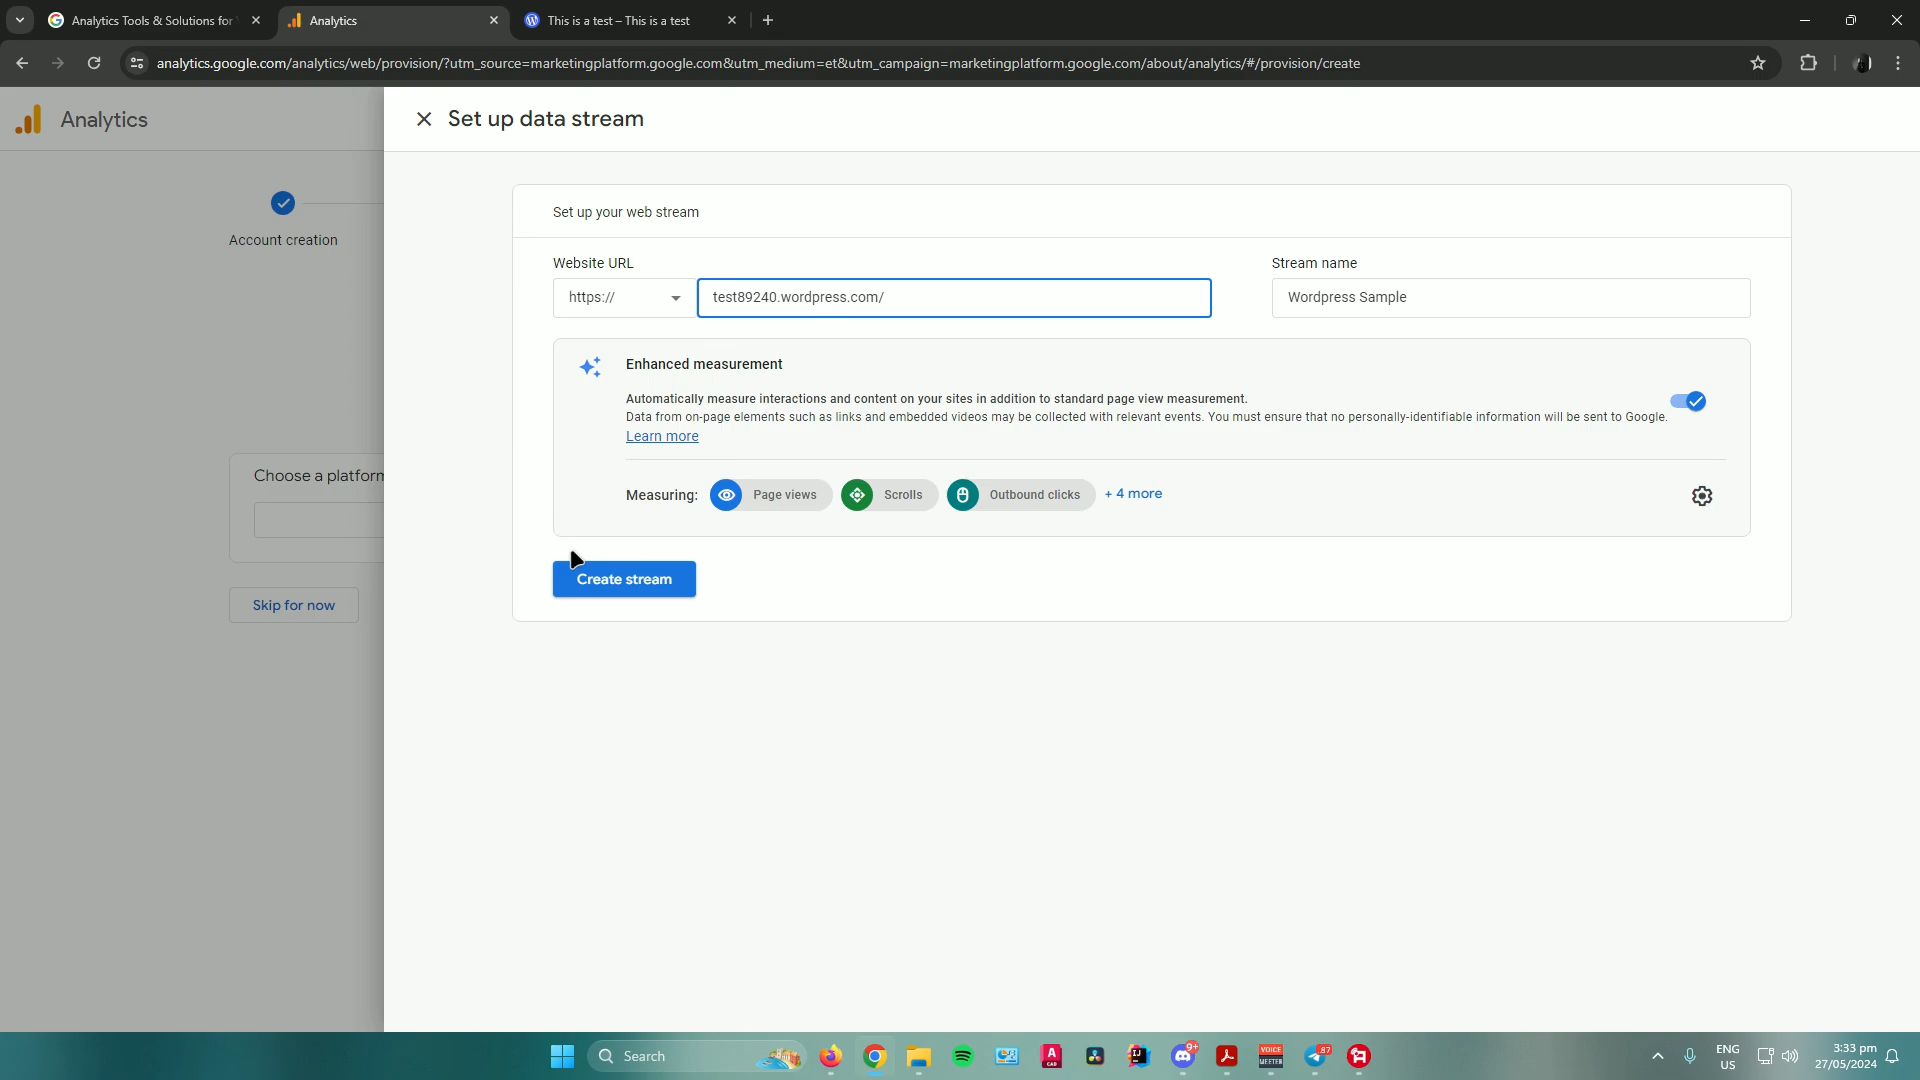 Analytics Tools & Solutions for
Analytics
This is a test – This is a test
analytics.google.com/analytics/web/provision/?utm_source=marketingplatform.google.com&utm_medium=et&utm_campaign=marketingplatform.google.com/about/analytics/#/provision/create
Analytics
Set up data stream
Account creation
Set up your web stream
Website URL
Stream name
https://
test89240.wordpress.com/
Wordpress Sample
Enhanced measurement
Automatically measure interactions and content on your sites in addition to standard page view measurement.
Data from on-page elements such as links and embedded videos may be collected with relevant events. You must ensure that no personally-identifiable information will be sent to Google.
Learn more
Choose a platform
Measuring:
Page views
Scrolls
Outbound clicks
+ 4 more
Create stream
Skip for now
Search
A
CAD
IJ
9+
VOICE
MEETER
87
ENG
US
3:33 pm
27/05/2024